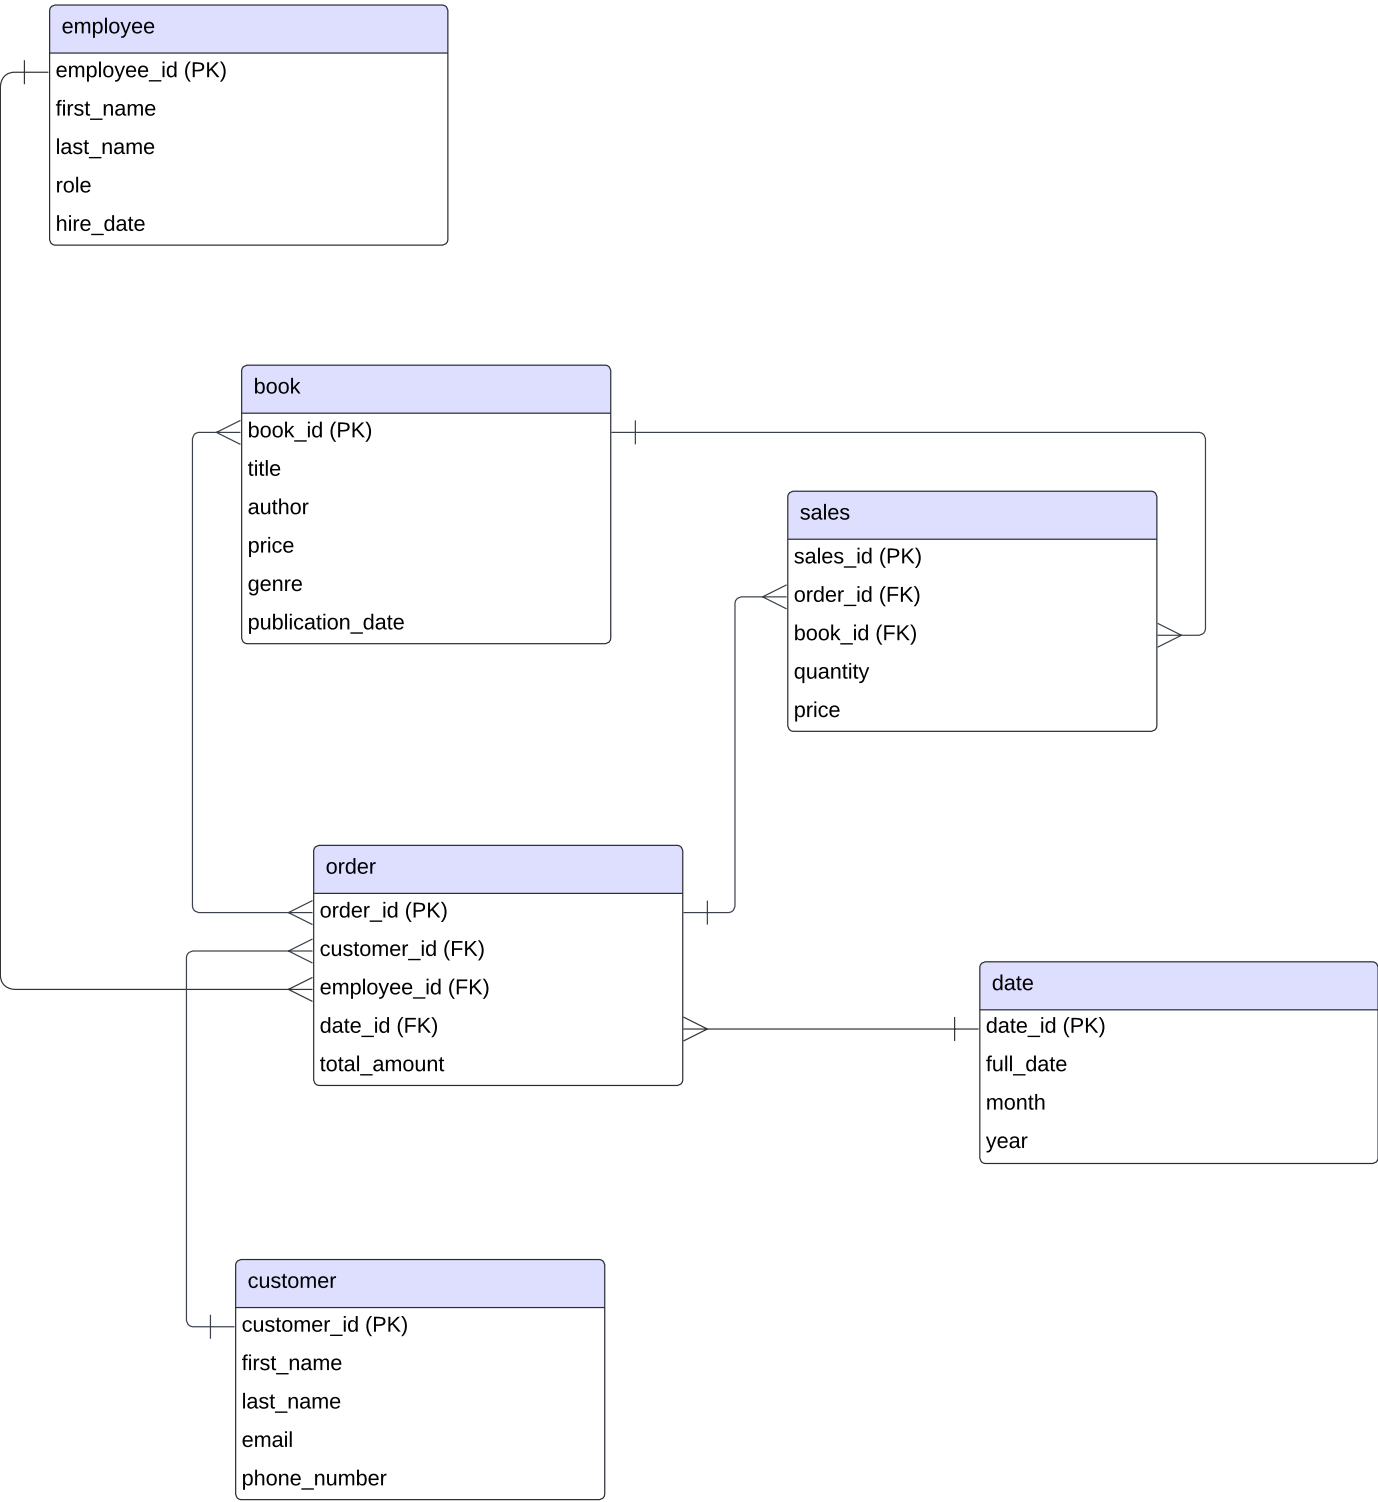 employee
employee_id (PK)
first_name
last_name
role
hire_date
book
book_id (PK)
title
author
price
genre
publication_date
sales
sales_id (PK)
order_id (FK)
book_id (FK)
quantity
price
order
order_id (PK)
customer_id (FK)
employee_id (FK)
date_id (FK)
total_amount
date
date_id (PK)
full_date
month
year
customer
customer_id (PK)
first_name
last_name
email
phone_number